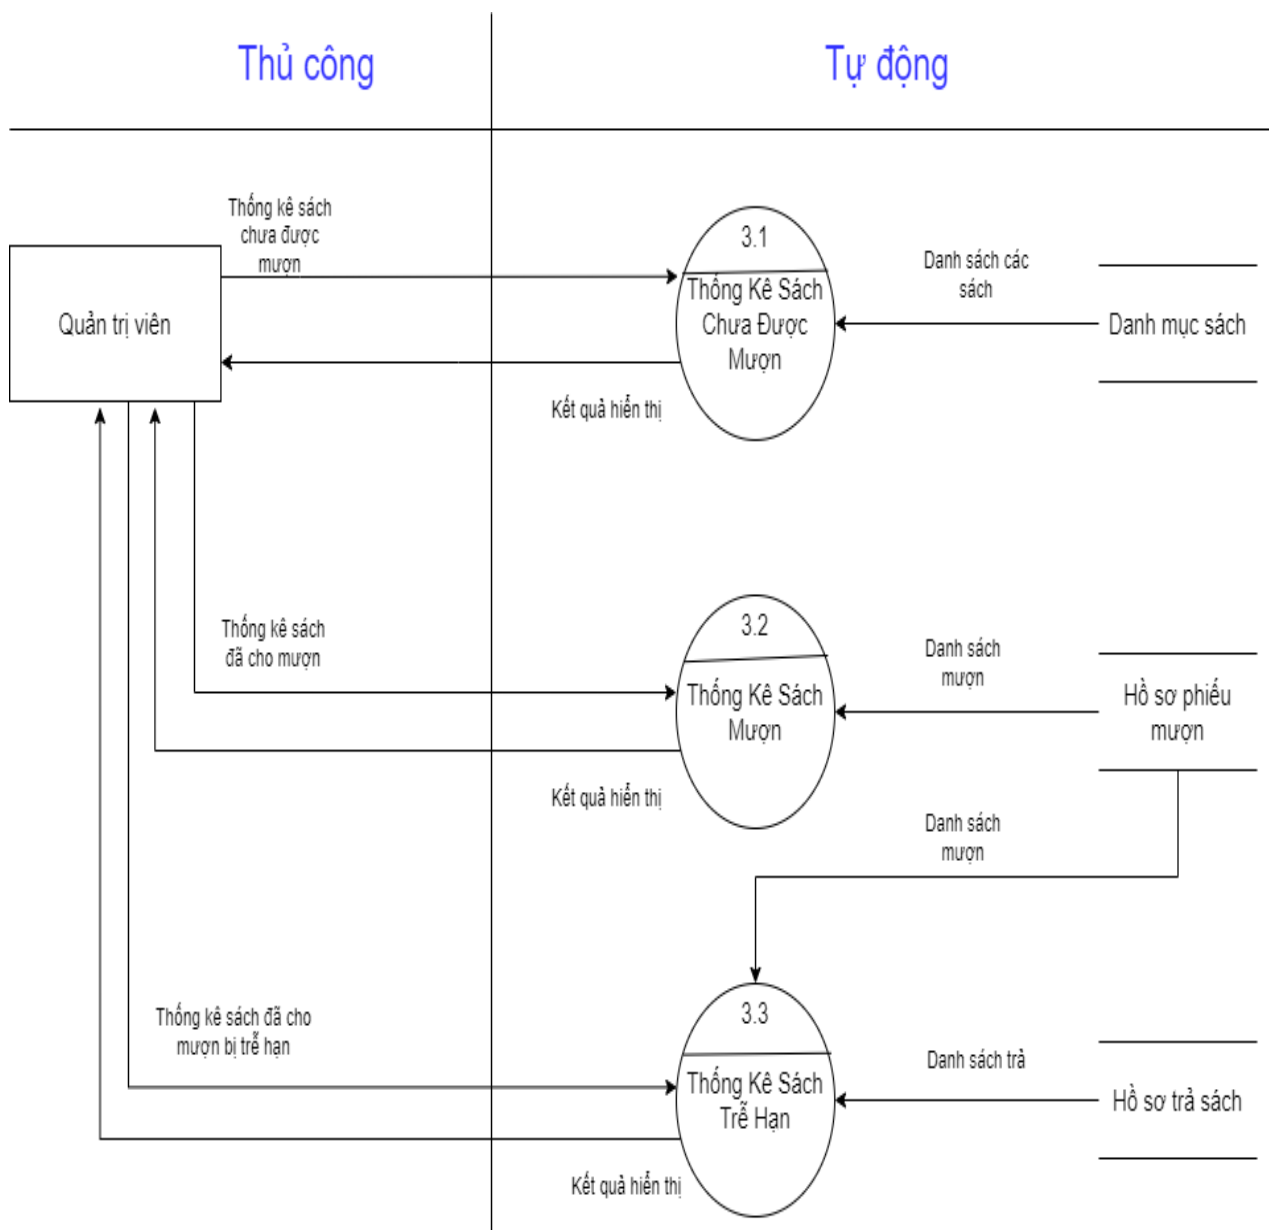 Thủ công
Tự động
Thống kê sách
chưa được
mượn
3.1
Thống Kê Sách
Chưa Được
Mượn
Danh sách các
sách
Quản trị viên
Danh mục sách
Kết quả hiển thị
Thống kê sách
đã cho mượn
3.2
Thống Kê Sách
Mượn
Danh sách
mượn
Hồ sơ phiếu
mượn
Kết quả hiển thị
Danh sách
mượn
Thống kê sách đã cho
mượn bị trễ hạn
3.3
Thống Kê Sách
Trễ Hạn
Danh sách trả
Hồ sơ trả sách
Kết quả hiển thị